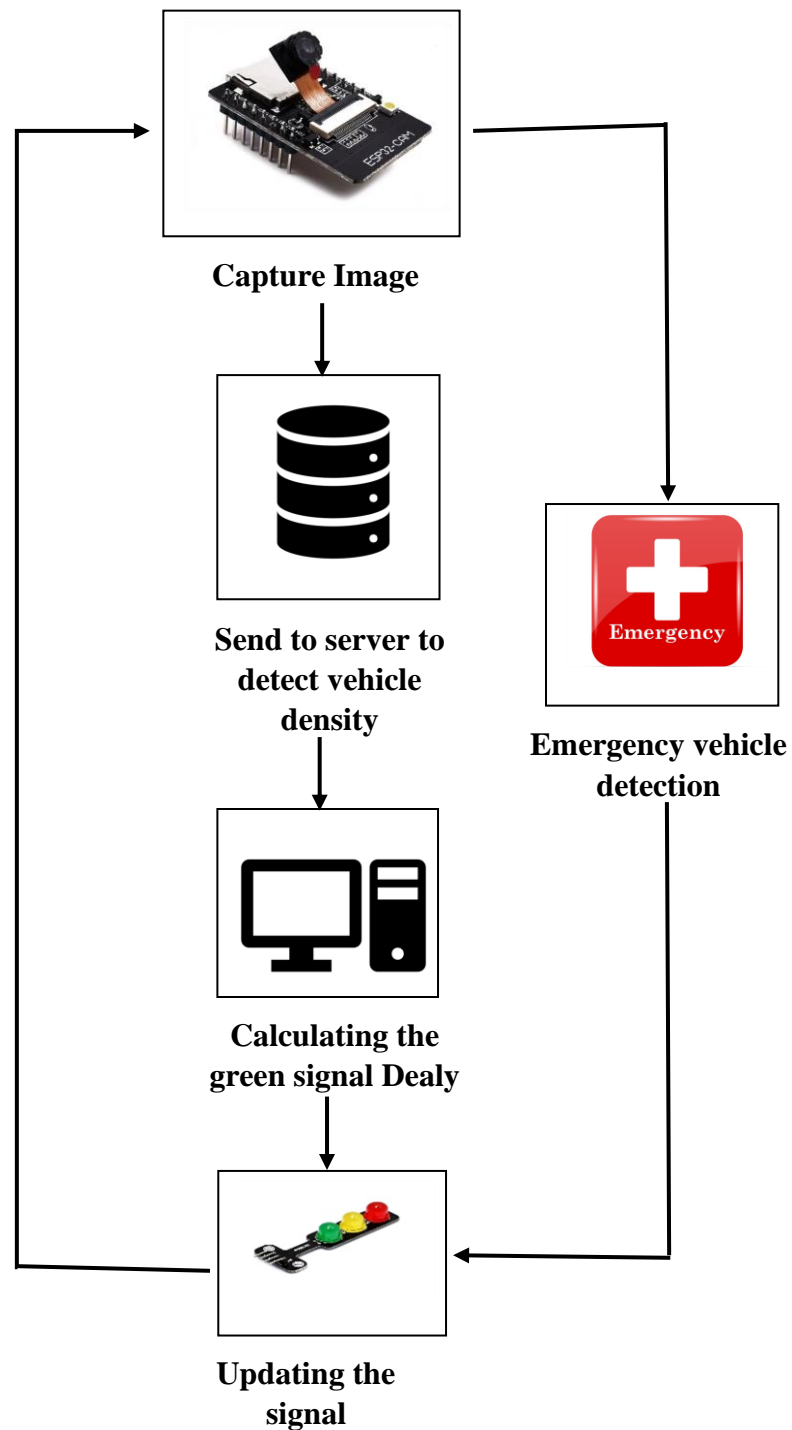 ESP32-CAM
Capture Image
Send to server to
detect vehicle
density
Emergency
Emergency vehicle
detection
Calculating the
green signal Dealy
Updating the
signal